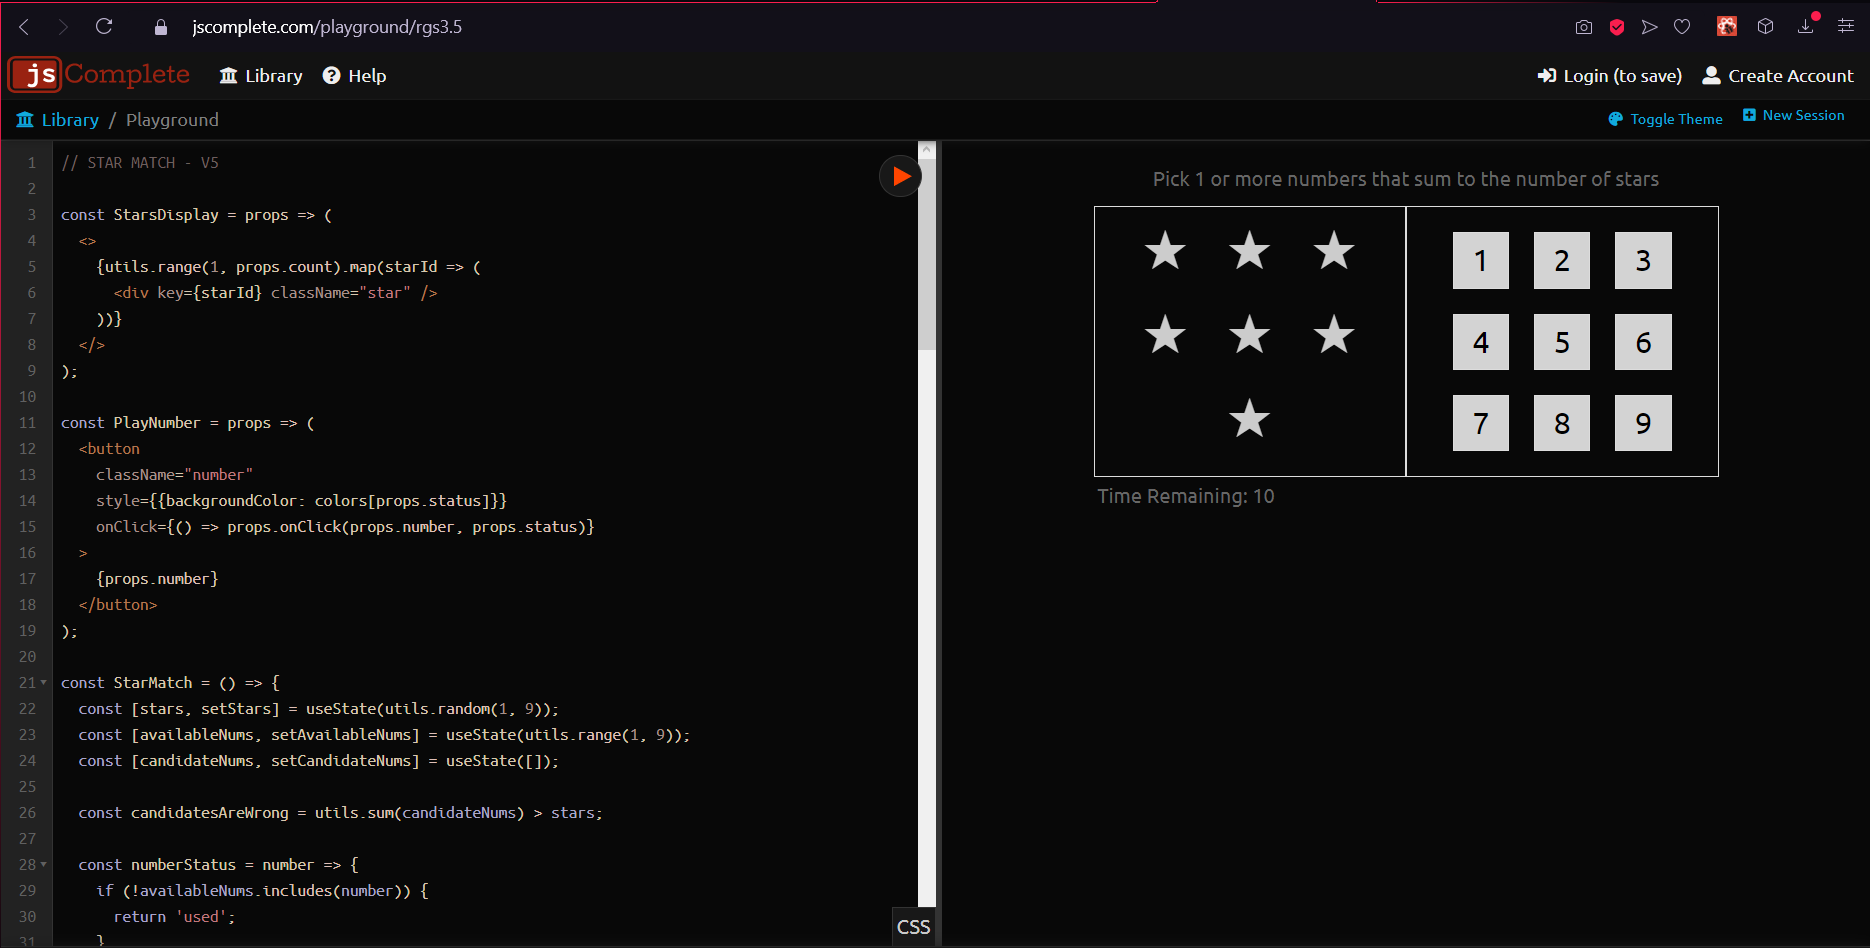 jscomplete.com/playground/rgs3.5
jsComplete Library Help Login (to save) Create Account
Library / Playground Toggle Theme New Session
1 // STAR MATCH - V5
2
3 const StarsDisplay = props => (
4 <>
5 {utils.range(1, props.count).map(starId => (
6 <div key={starId} className="star" />
7 ))}
8 </>
9 );
10
11 const PlayNumber = props => (
12 <button
13 className="number"
14 style={{backgroundColor: colors[props.status]}}
15 onClick={() => props.onClick(props.number, props.status)}
16 >
17 {props.number}
18 </button>
19 );
20
21 const StarMatch = () => {
22 const [stars, setStars] = useState(utils.random(1, 9));
23 const [availableNums, setAvailableNums] = useState(utils.range(1, 9));
24 const [candidateNums, setCandidateNums] = useState([]);
25
26 const candidatesAreWrong = utils.sum(candidateNums) > stars;
27
28 const numberStatus = number => {
29 if (!availableNums.includes(number)) {
30 return 'used';
31 }
CSS
Pick 1 or more numbers that sum to the number of stars
1 2 3
4 5 6
7 8 9
Time Remaining: 10